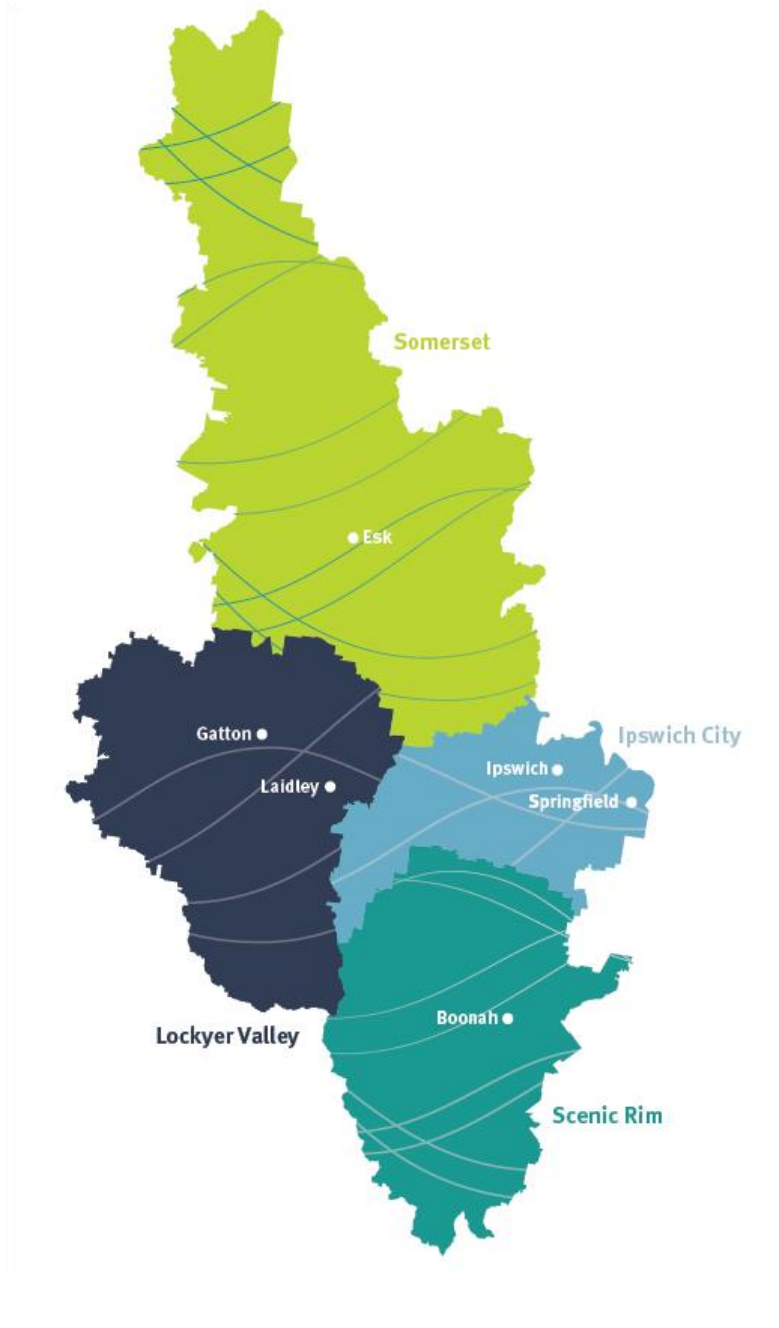 Somerset
Esk
Gatton
Ipswich City
Ipswich
Laidley
Springfield
Boonah
Lockyer Valley
Scenic Rim